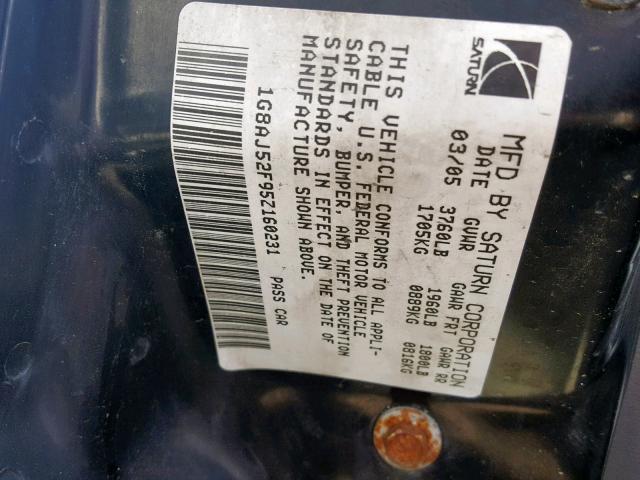 SATURN
MFD BY SATURN CORPORATION
DATE GVWR GAWR FRT GAWR RR
03/05 3760LB 1960LB 1800LB
1705KG 0889KG 0816KG
THIS VEHICLE CONFORMS TO ALL APPLI-
CABLE U.S. FEDERAL MOTOR VEHICLE
SAFETY, BUMPER, AND THEFT PREVENTION
STANDARDS IN EFFECT ON THE DATE OF
MANUFACTURE SHOWN ABOVE.
1G8AJ52F95Z160231 PASS CAR